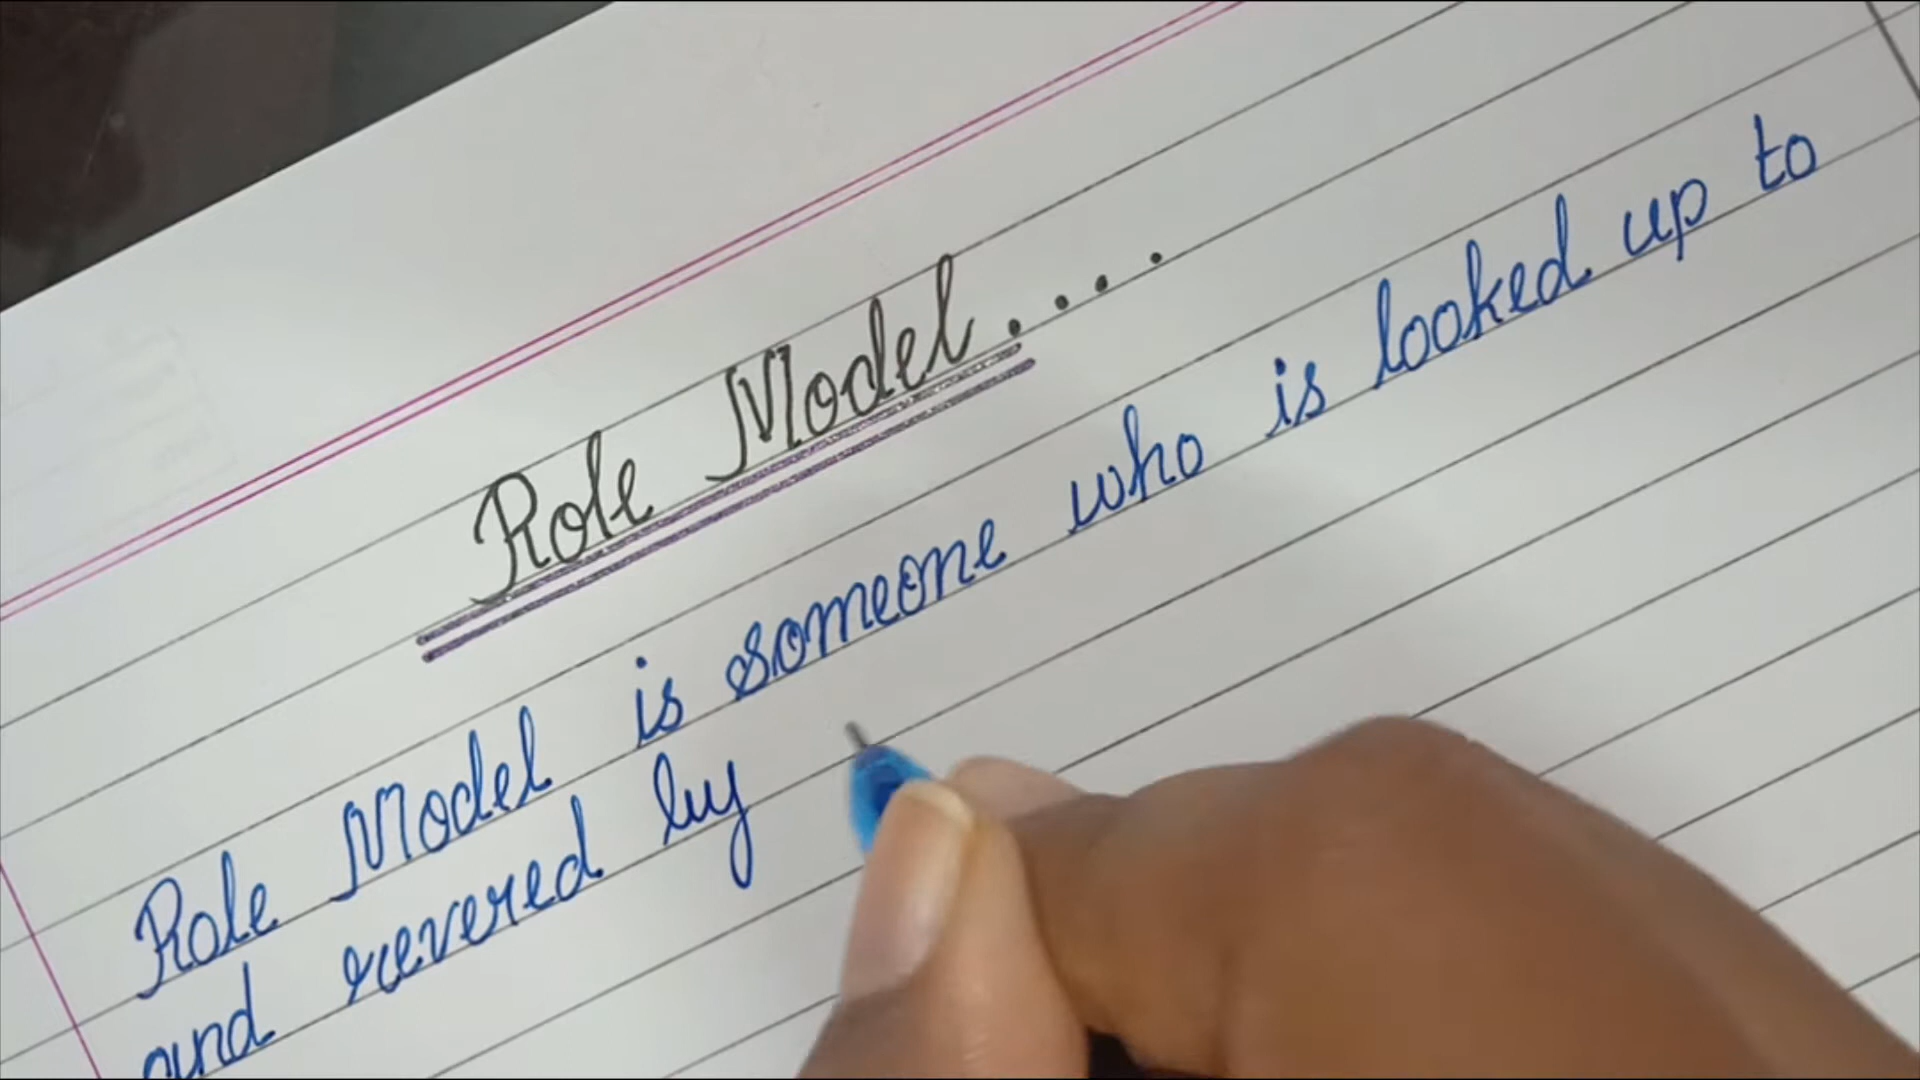 Role Model....
Role Model is someone who is looked up to
and revered by